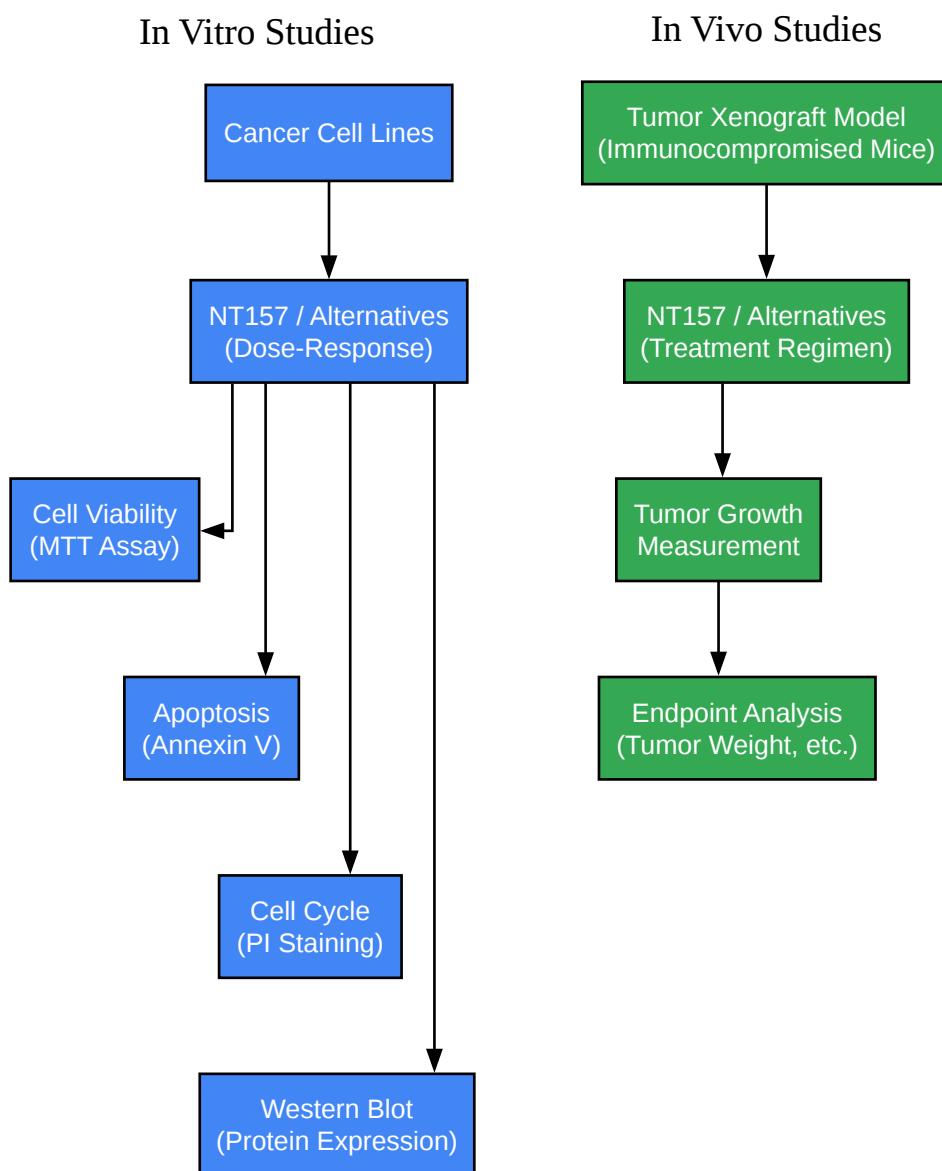 In Vitro Studies
Cancer Cell Lines
NT157 / Alternatives
(Dose-Response)
Cell Viability
(MTT Assay)
Apoptosis
(Annexin V)
Cell Cycle
(PI Staining)
Western Blot
(Protein Expression)
In Vivo Studies
Tumor Xenograft Model
(Immunocompromised Mice)
NT157 / Alternatives
(Treatment Regimen)
Tumor Growth
Measurement
Endpoint Analysis
(Tumor Weight, etc.)